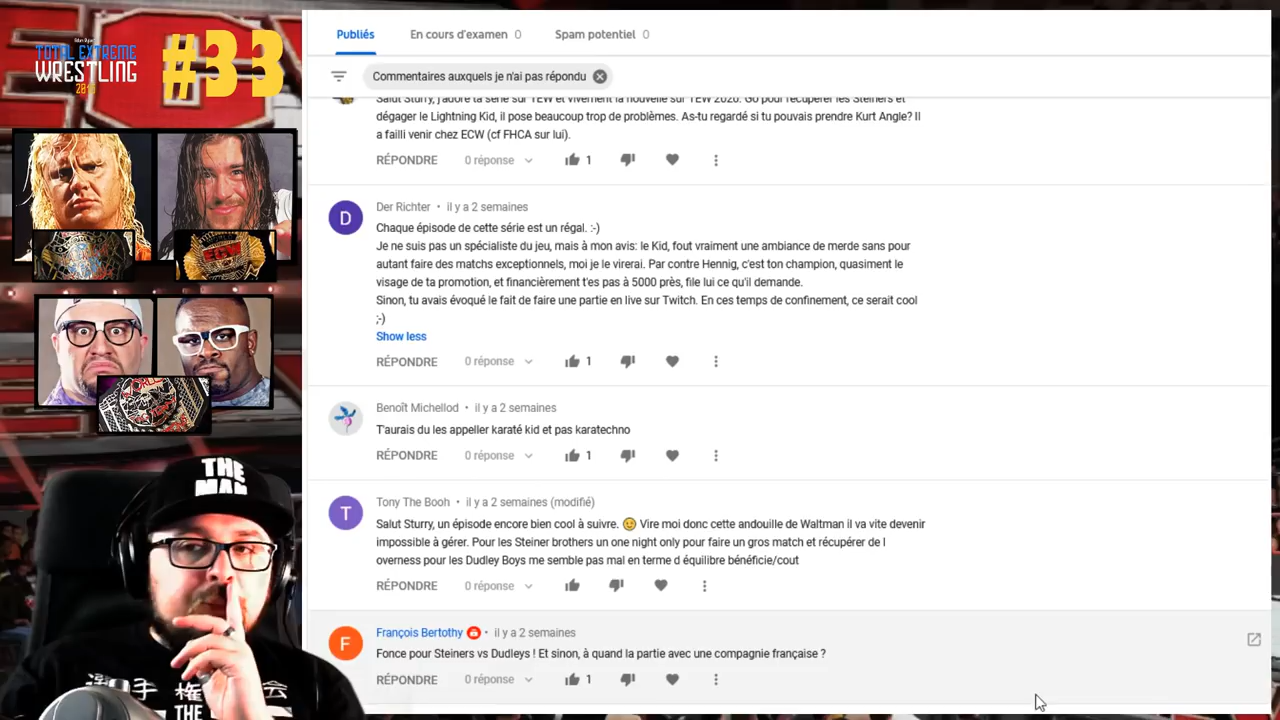 TOTAL EXTREME
WRESTLING
#33
Publiés
En cours d'examen 0
Spam potentiel 0
Commentaires auxquels je n'ai pas répondu
Salut Sturry, j'adore ta série sur TEW et vivement la nouvelle sur TEW 2020. Go pour récupérer les Steiners et
dégager le Lightning Kid, il pose beaucoup trop de problèmes. As-tu regardé si tu pouvais prendre Kurt Angle? Il
a failli venir chez ECW (cf FHCA sur lui).
RÉPONDRE 0 réponse 1
D
Der Richter • il y a 2 semaines
Chaque épisode de cette série est un régal. :-)
Je ne suis pas un spécialiste du jeu, mais à mon avis: le Kid, fout vraiment une ambiance de merde sans pour
autant faire des matchs exceptionnels, moi je le virerai. Par contre Hennig, c'est ton champion, quasiment le
visage de ta promotion, et financièrement t'es pas à 5000 près, file lui ce qu'il demande.
Sinon, tu avais évoqué le fait de faire une partie en live sur Twitch. En ces temps de confinement, ce serait cool
;-)
Show less
RÉPONDRE 0 réponse 1
Benoît Michellod • il y a 2 semaines
T'aurais du les appeller karaté kid et pas karatechno
RÉPONDRE 0 réponse 1
T
Tony The Booh • il y a 2 semaines (modifié)
Salut Sturry, un épisode encore bien cool à suivre. 😉 Vire moi donc cette andouille de Waltman il va vite devenir
impossible à gérer. Pour les Steiner brothers un one night only pour faire un gros match et récupérer de l
overness pour les Dudley Boys me semble pas mal en terme d équilibre bénéficie/cout
RÉPONDRE 0 réponse
F
François Bertothy • il y a 2 semaines
Fonce pour Steiners vs Dudleys ! Et sinon, à quand la partie avec une compagnie française ?
RÉPONDRE 0 réponse 1
ECW
THE
MAN
選手権会
THE